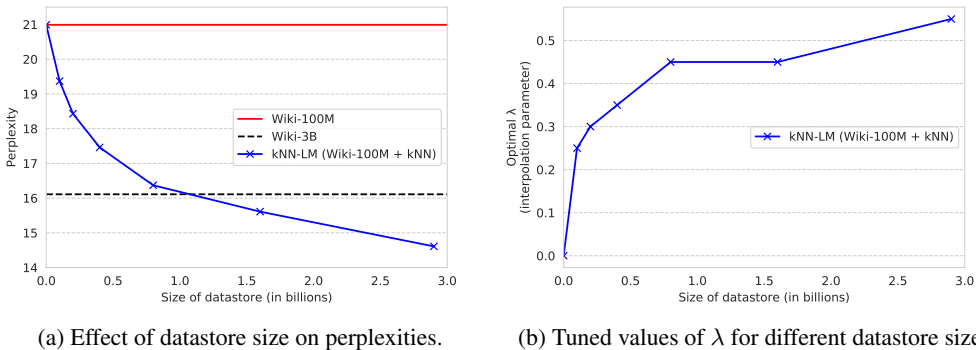 21
20
19
18
17
16
15
14
Perplexity
Wiki-100M
Wiki-3B
kNN-LM (Wiki-100M + kNN)
0.0 0.5 1.0 1.5 2.0 2.5 3.0
Size of datastore (in billions)
(a) Effect of datastore size on perplexities.
0.5
0.4
0.3
0.2
0.1
0.0
Optimal λ
(interpolation parameter)
kNN-LM (Wiki-100M + kNN)
0.0 0.5 1.0 1.5 2.0 2.5 3.0
Size of datastore (in billions)
(b) Tuned values of λ for different datastore size